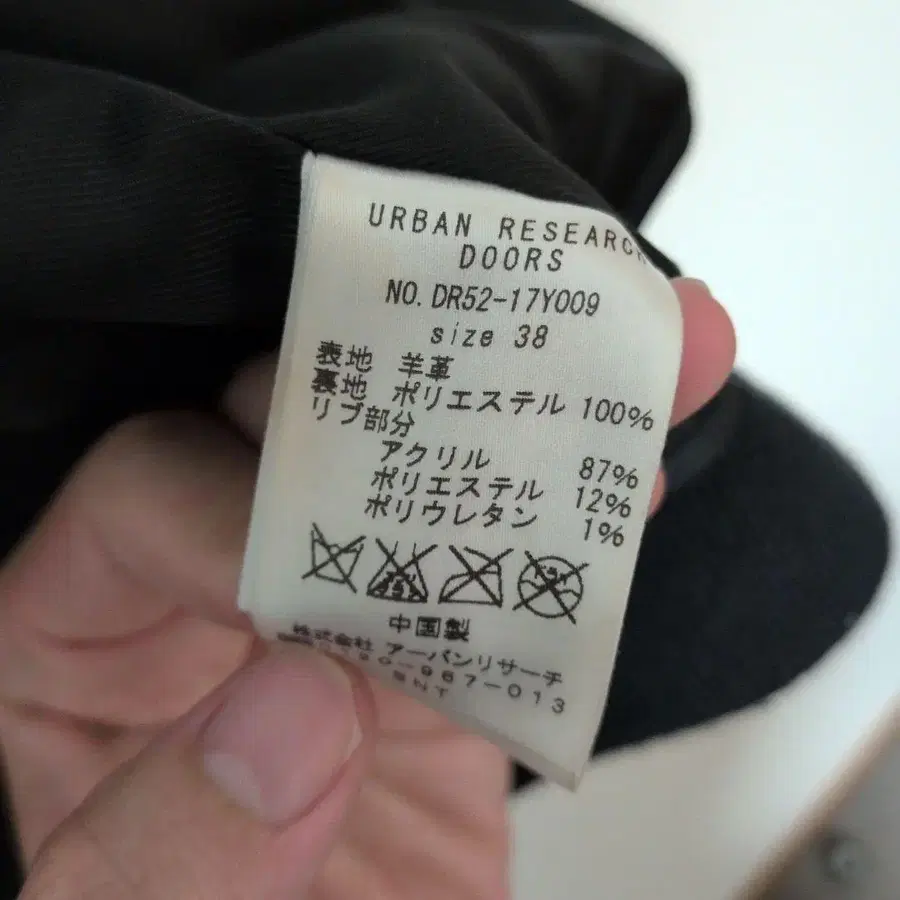 URBAN RESEARCH
DOORS
NO. DR52-17Y009
size 38
表地 羊革
裏地 ポリエステル 100%
リブ部分
アクリル 87%
ポリエステル 12%
ポリウレタン 1%
中国製
株式会社 アーバンリサーチ
967-013